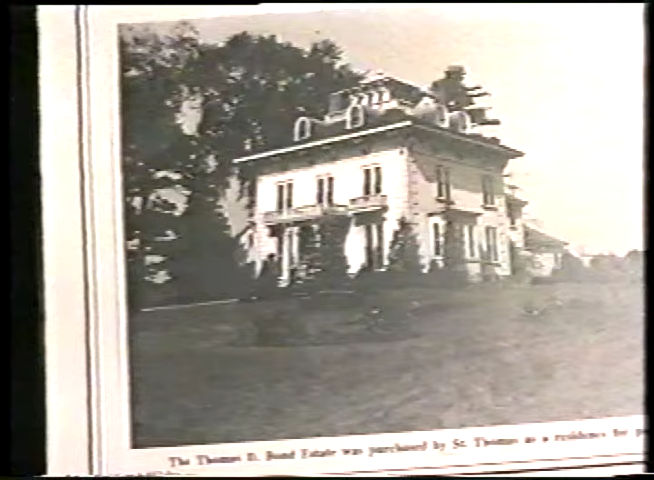 The Thomas D. Bond Estate was purchased by St. Thomas as a residence for